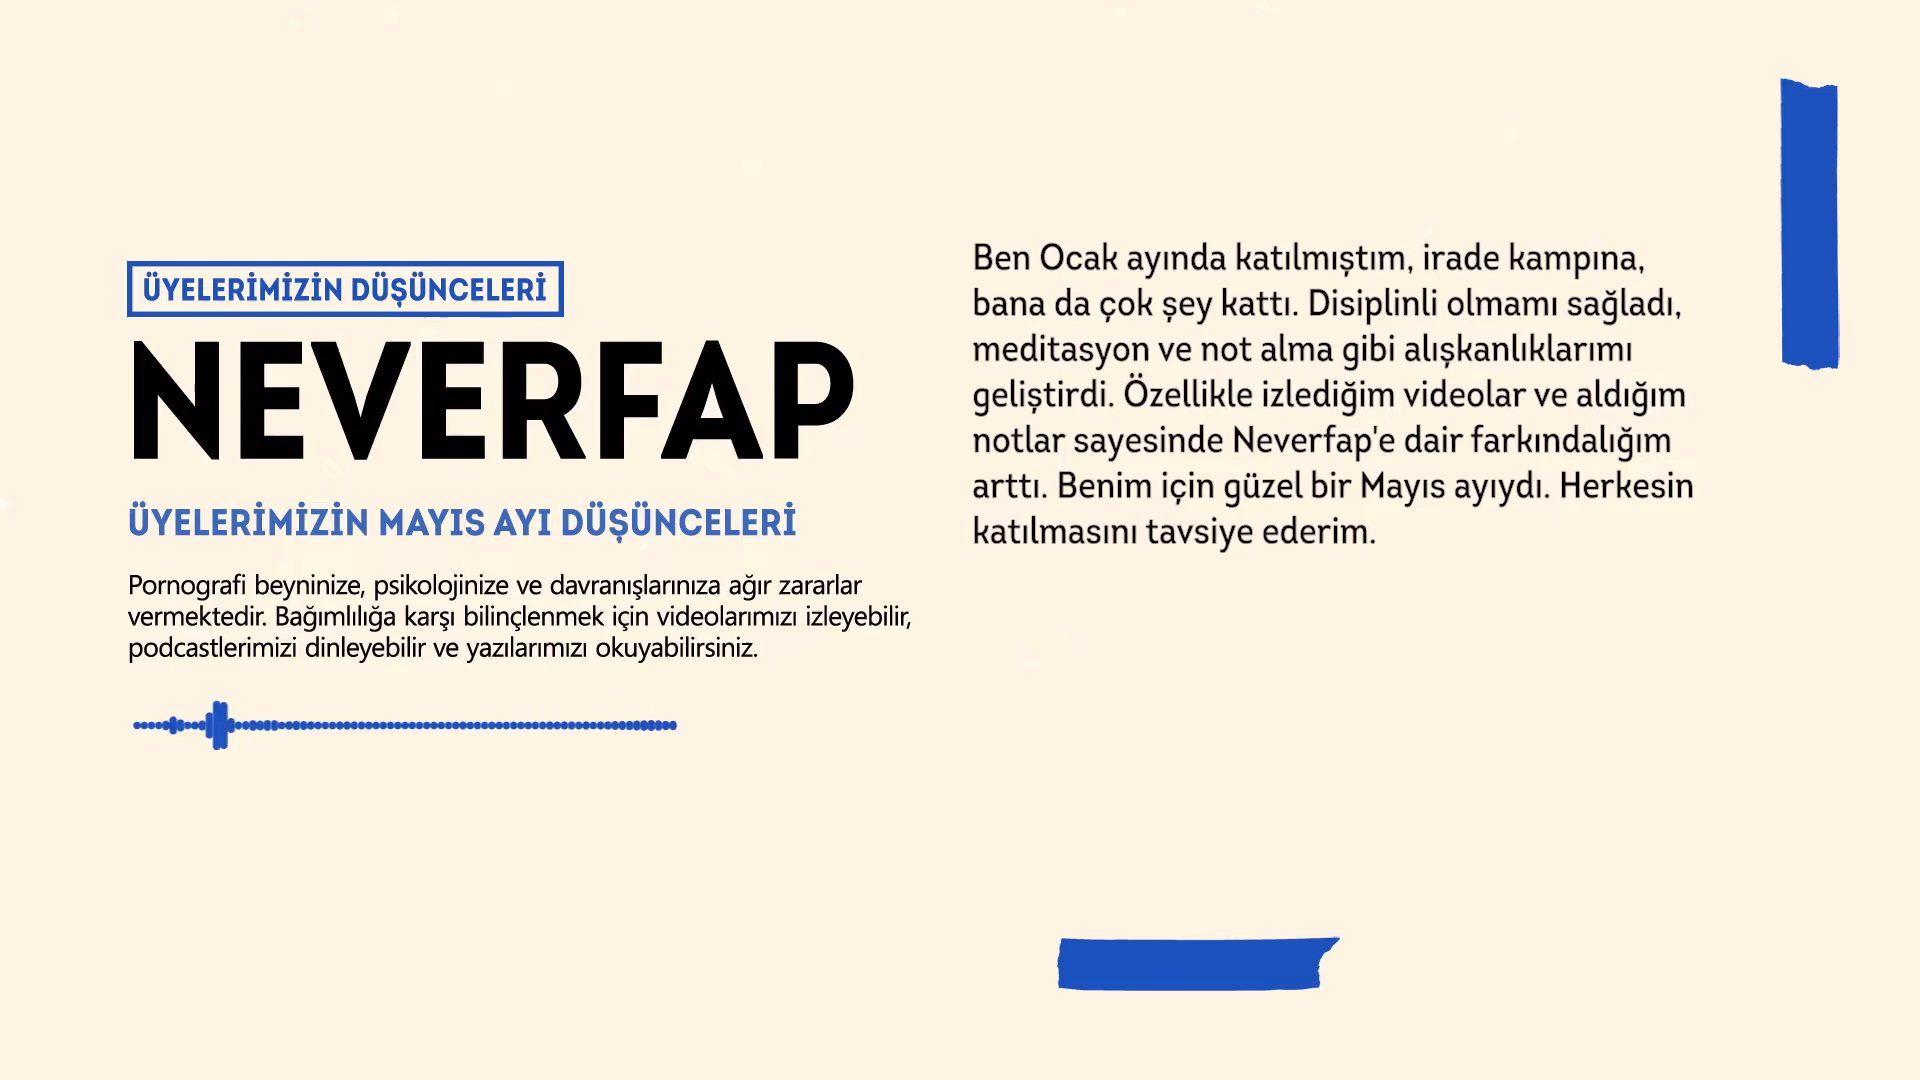 ÜYELERİMİZİN DÜŞÜNCELERİ
NEVERFAP
ÜYELERİMİZİN MAYIS AYI DÜŞÜNCELERİ
Pornografi beyninize, psikolojinize ve davranışlarınıza ağır zararlar
vermektedir. Bağımlılığa karşı bilinçlenmek için videolarımızı izleyebilir,
podcastlerimizi dinleyebilir ve yazılarımızı okuyabilirsiniz.
Ben Ocak ayında katılmıştım, irade kampına,
bana da çok şey kattı. Disiplinli olmamı sağladı,
meditasyon ve not alma gibi alışkanlıklarımı
geliştirdi. Özellikle izlediğim videolar ve aldığım
notlar sayesinde Neverfap'e dair farkındalığım
arttı. Benim için güzel bir Mayıs ayıydı. Herkesin
katılmasını tavsiye ederim.